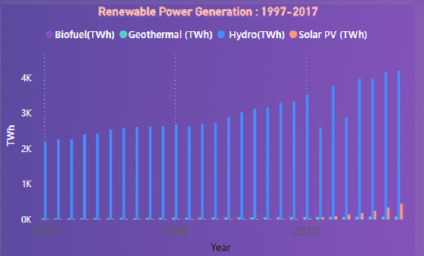 Renewable Power Generation : 1997-2017
Biofuel(TWh) Geothermal (TWh) Hydro(TWh) Solar PV (TWh)
4K
3K
2K
1K
0K
TWh
2010
Year